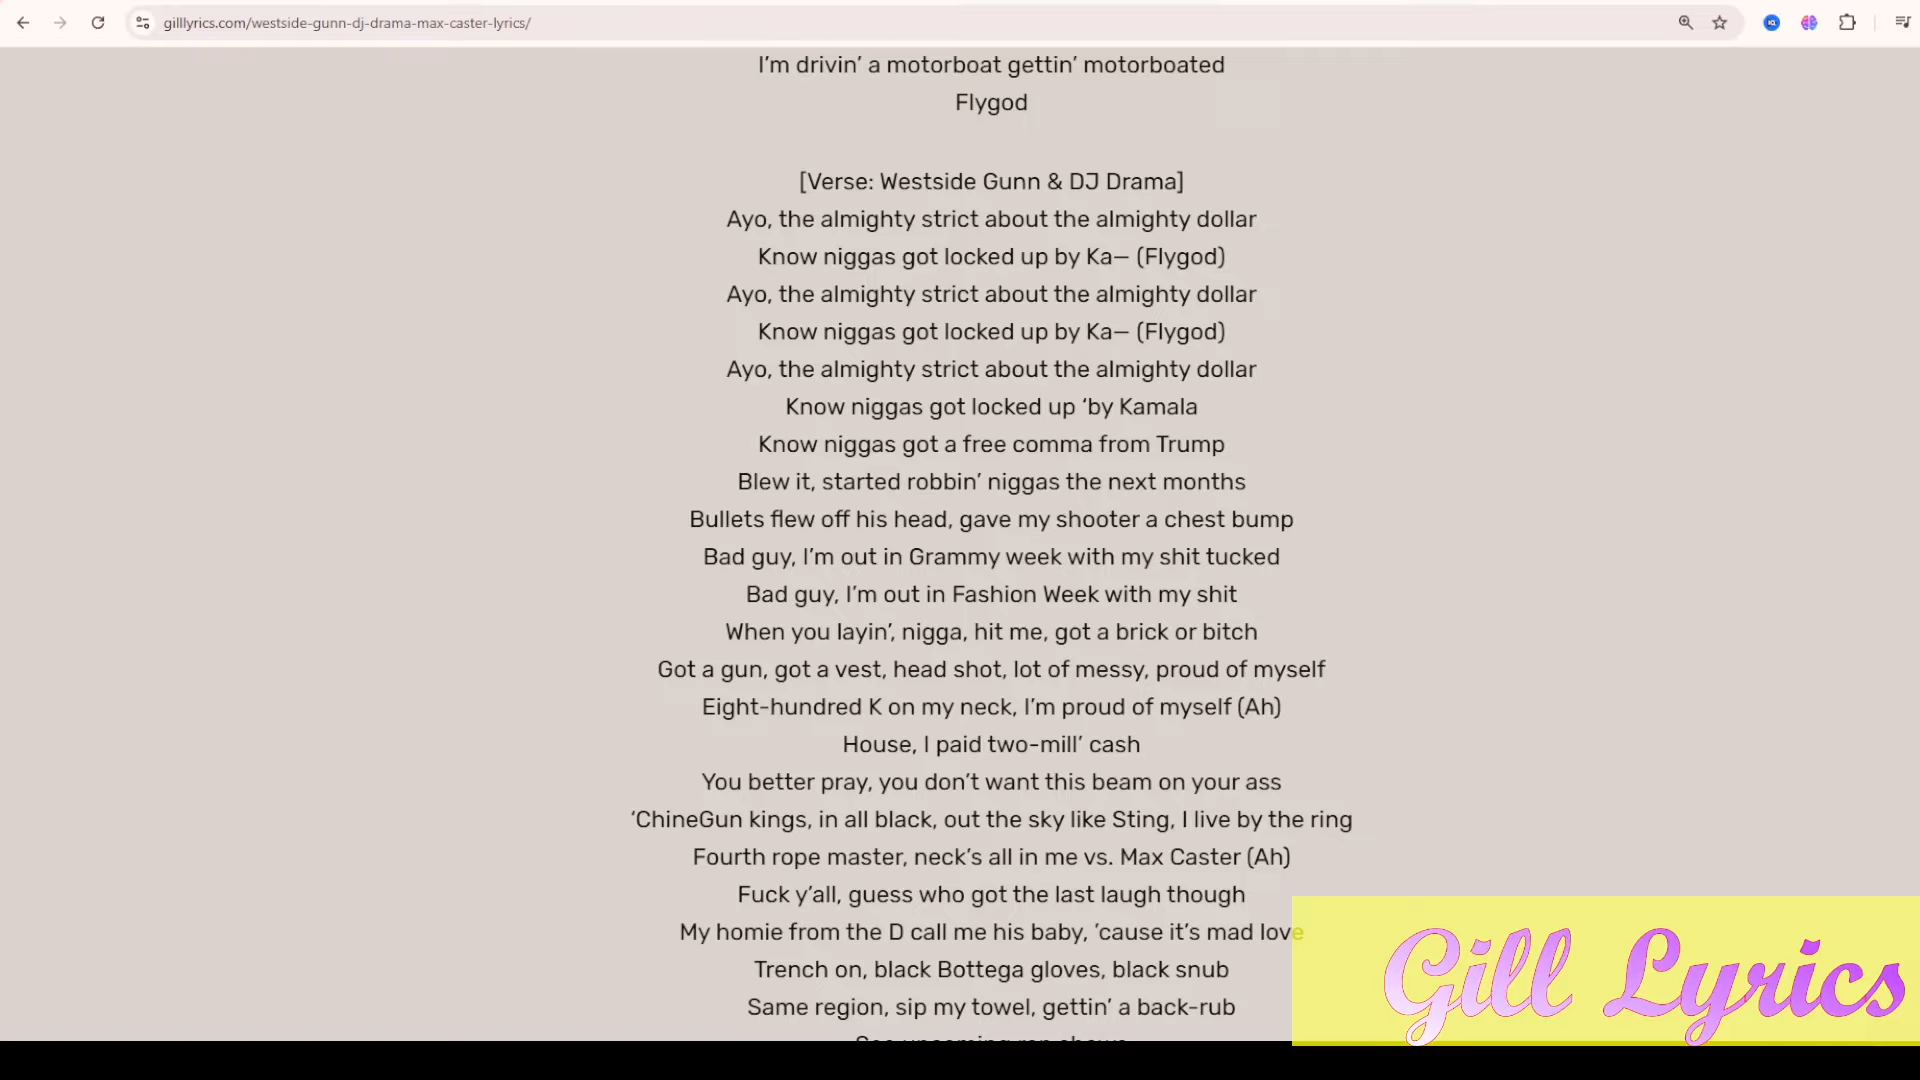 gilllyrics.com/westside-gunn-dj-drama-max-caster-lyrics/
I’m drivin’ a motorboat gettin’ motorboated
Flygod
[Verse: Westside Gunn & DJ Drama]
Ayo, the almighty strict about the almighty dollar
Know niggas got locked up by Ka— (Flygod)
Ayo, the almighty strict about the almighty dollar
Know niggas got locked up by Ka— (Flygod)
Ayo, the almighty strict about the almighty dollar
Know niggas got locked up ‘by Kamala
Know niggas got a free comma from Trump
Blew it, started robbin’ niggas the next months
Bullets flew off his head, gave my shooter a chest bump
Bad guy, I’m out in Grammy week with my shit tucked
Bad guy, I’m out in Fashion Week with my shit
When you layin’, nigga, hit me, got a brick or bitch
Got a gun, got a vest, head shot, lot of messy, proud of myself
Eight-hundred K on my neck, I’m proud of myself (Ah)
House, I paid two-mill’ cash
You better pray, you don’t want this beam on your ass
‘ChineGun kings, in all black, out the sky like Sting, I live by the ring
Fourth rope master, neck’s all in me vs. Max Caster (Ah)
Fuck y’all, guess who got the last laugh though
My homie from the D call me his baby, ’cause it’s mad love
Trench on, black Bottega gloves, black snub
Same region, sip my towel, gettin’ a back-rub
See upcoming rap shows
Gill Lyrics